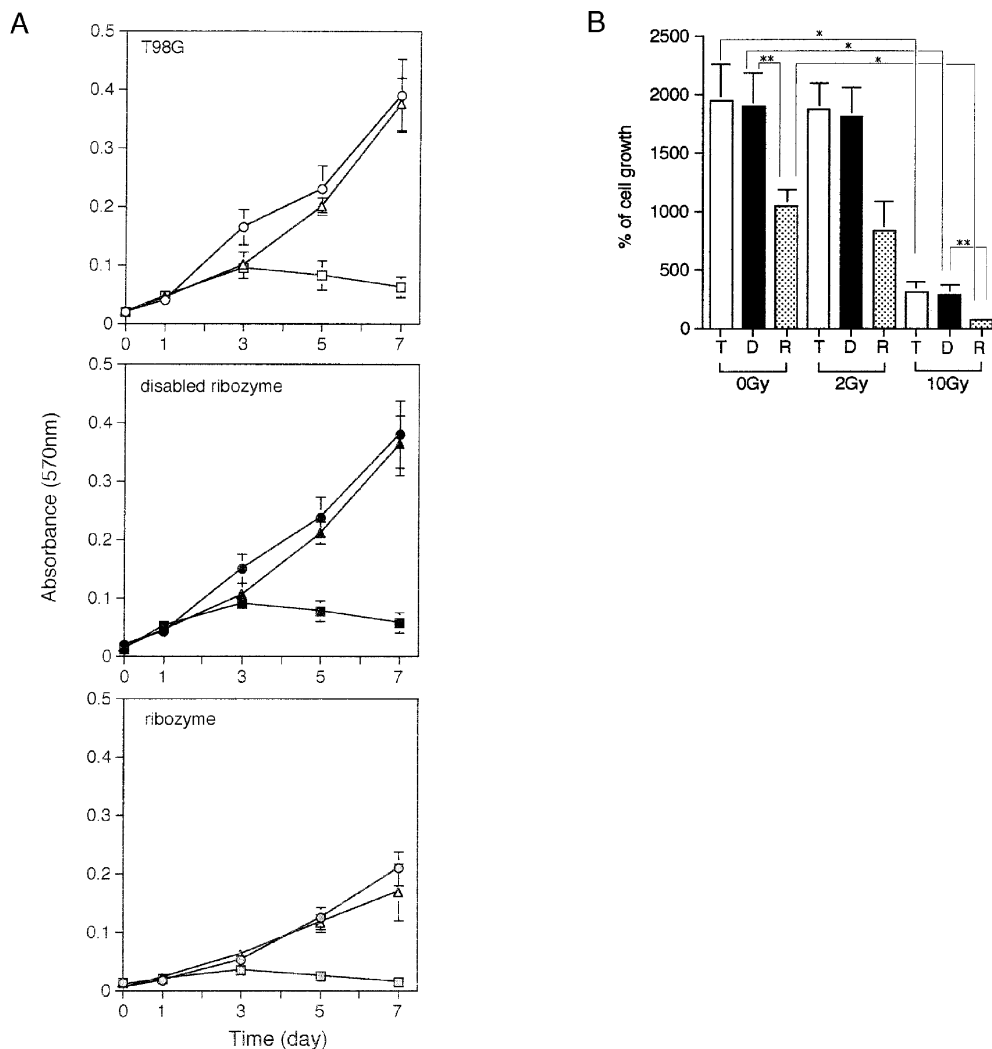 A
T98G
0.5
0.4
0.3
0.2
0.1
0
0 1 3 5 7
disabled ribozyme
0.5
0.4
0.3
0.2
0.1
0
0 1 3 5 7
Absorbance (570nm)
ribozyme
0.5
0.4
0.3
0.2
0.1
0
0 1 3 5 7
Time (day)
B
% of cell growth
2500
2000
1500
1000
500
0
*
*
** *
**
T D R T D R T D R
0Gy 2Gy 10Gy